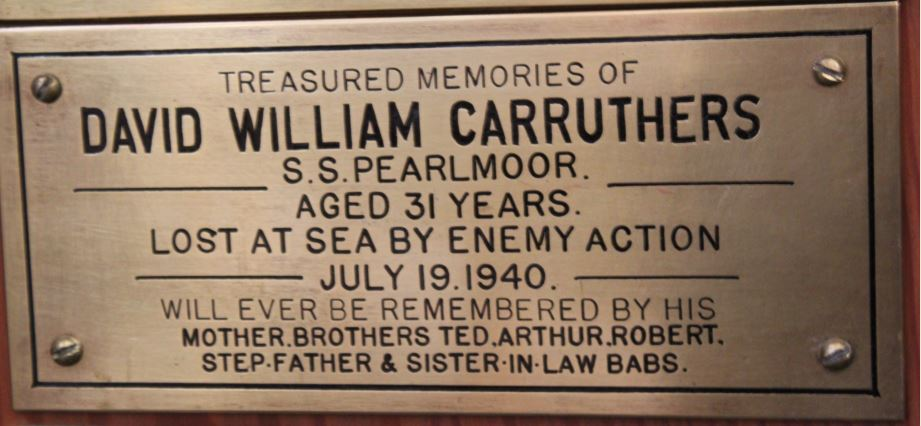 TREASURED MEMORIES OF
DAVID WILLIAM CARRUTHERS
S.S.PEARLMOOR.
AGED 31 YEARS.
LOST AT SEA BY ENEMY ACTION
JULY 19.1940.
WILL EVER BE REMEMBERED BY HIS
MOTHER.BROTHERS TED.ARTHUR.ROBERT.
STEP·FATHER & SISTER·IN·LAW BABS.